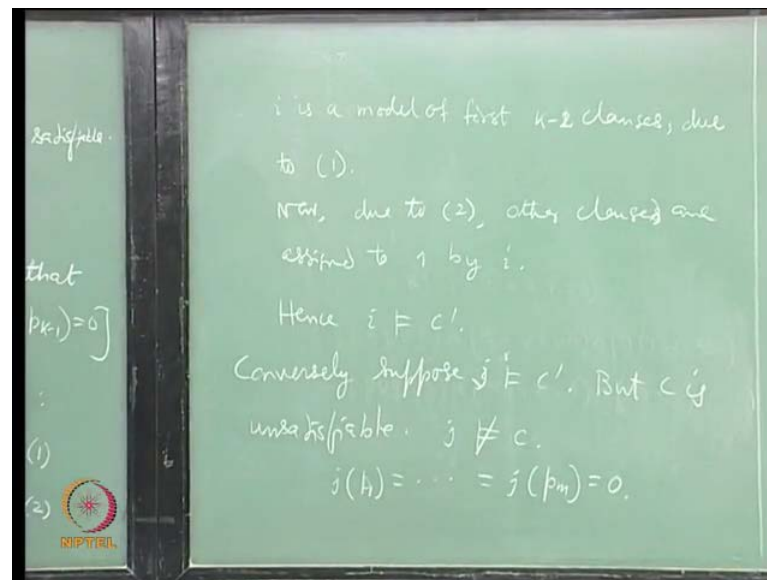 satisfiable.
that
p_{k-1})=0]
:
(1)
(2)
i is a model of first k-2 clauses, due
to (1).
Now, due to (2), other clauses are
assigned to 1 by i.
Hence i ⊨ C'.
Conversely suppose j ⊨ C'. But C is
unsatisfiable. j ⊭ C.
j(p₁) = ··· = j(pₘ) = 0.
NPTEL